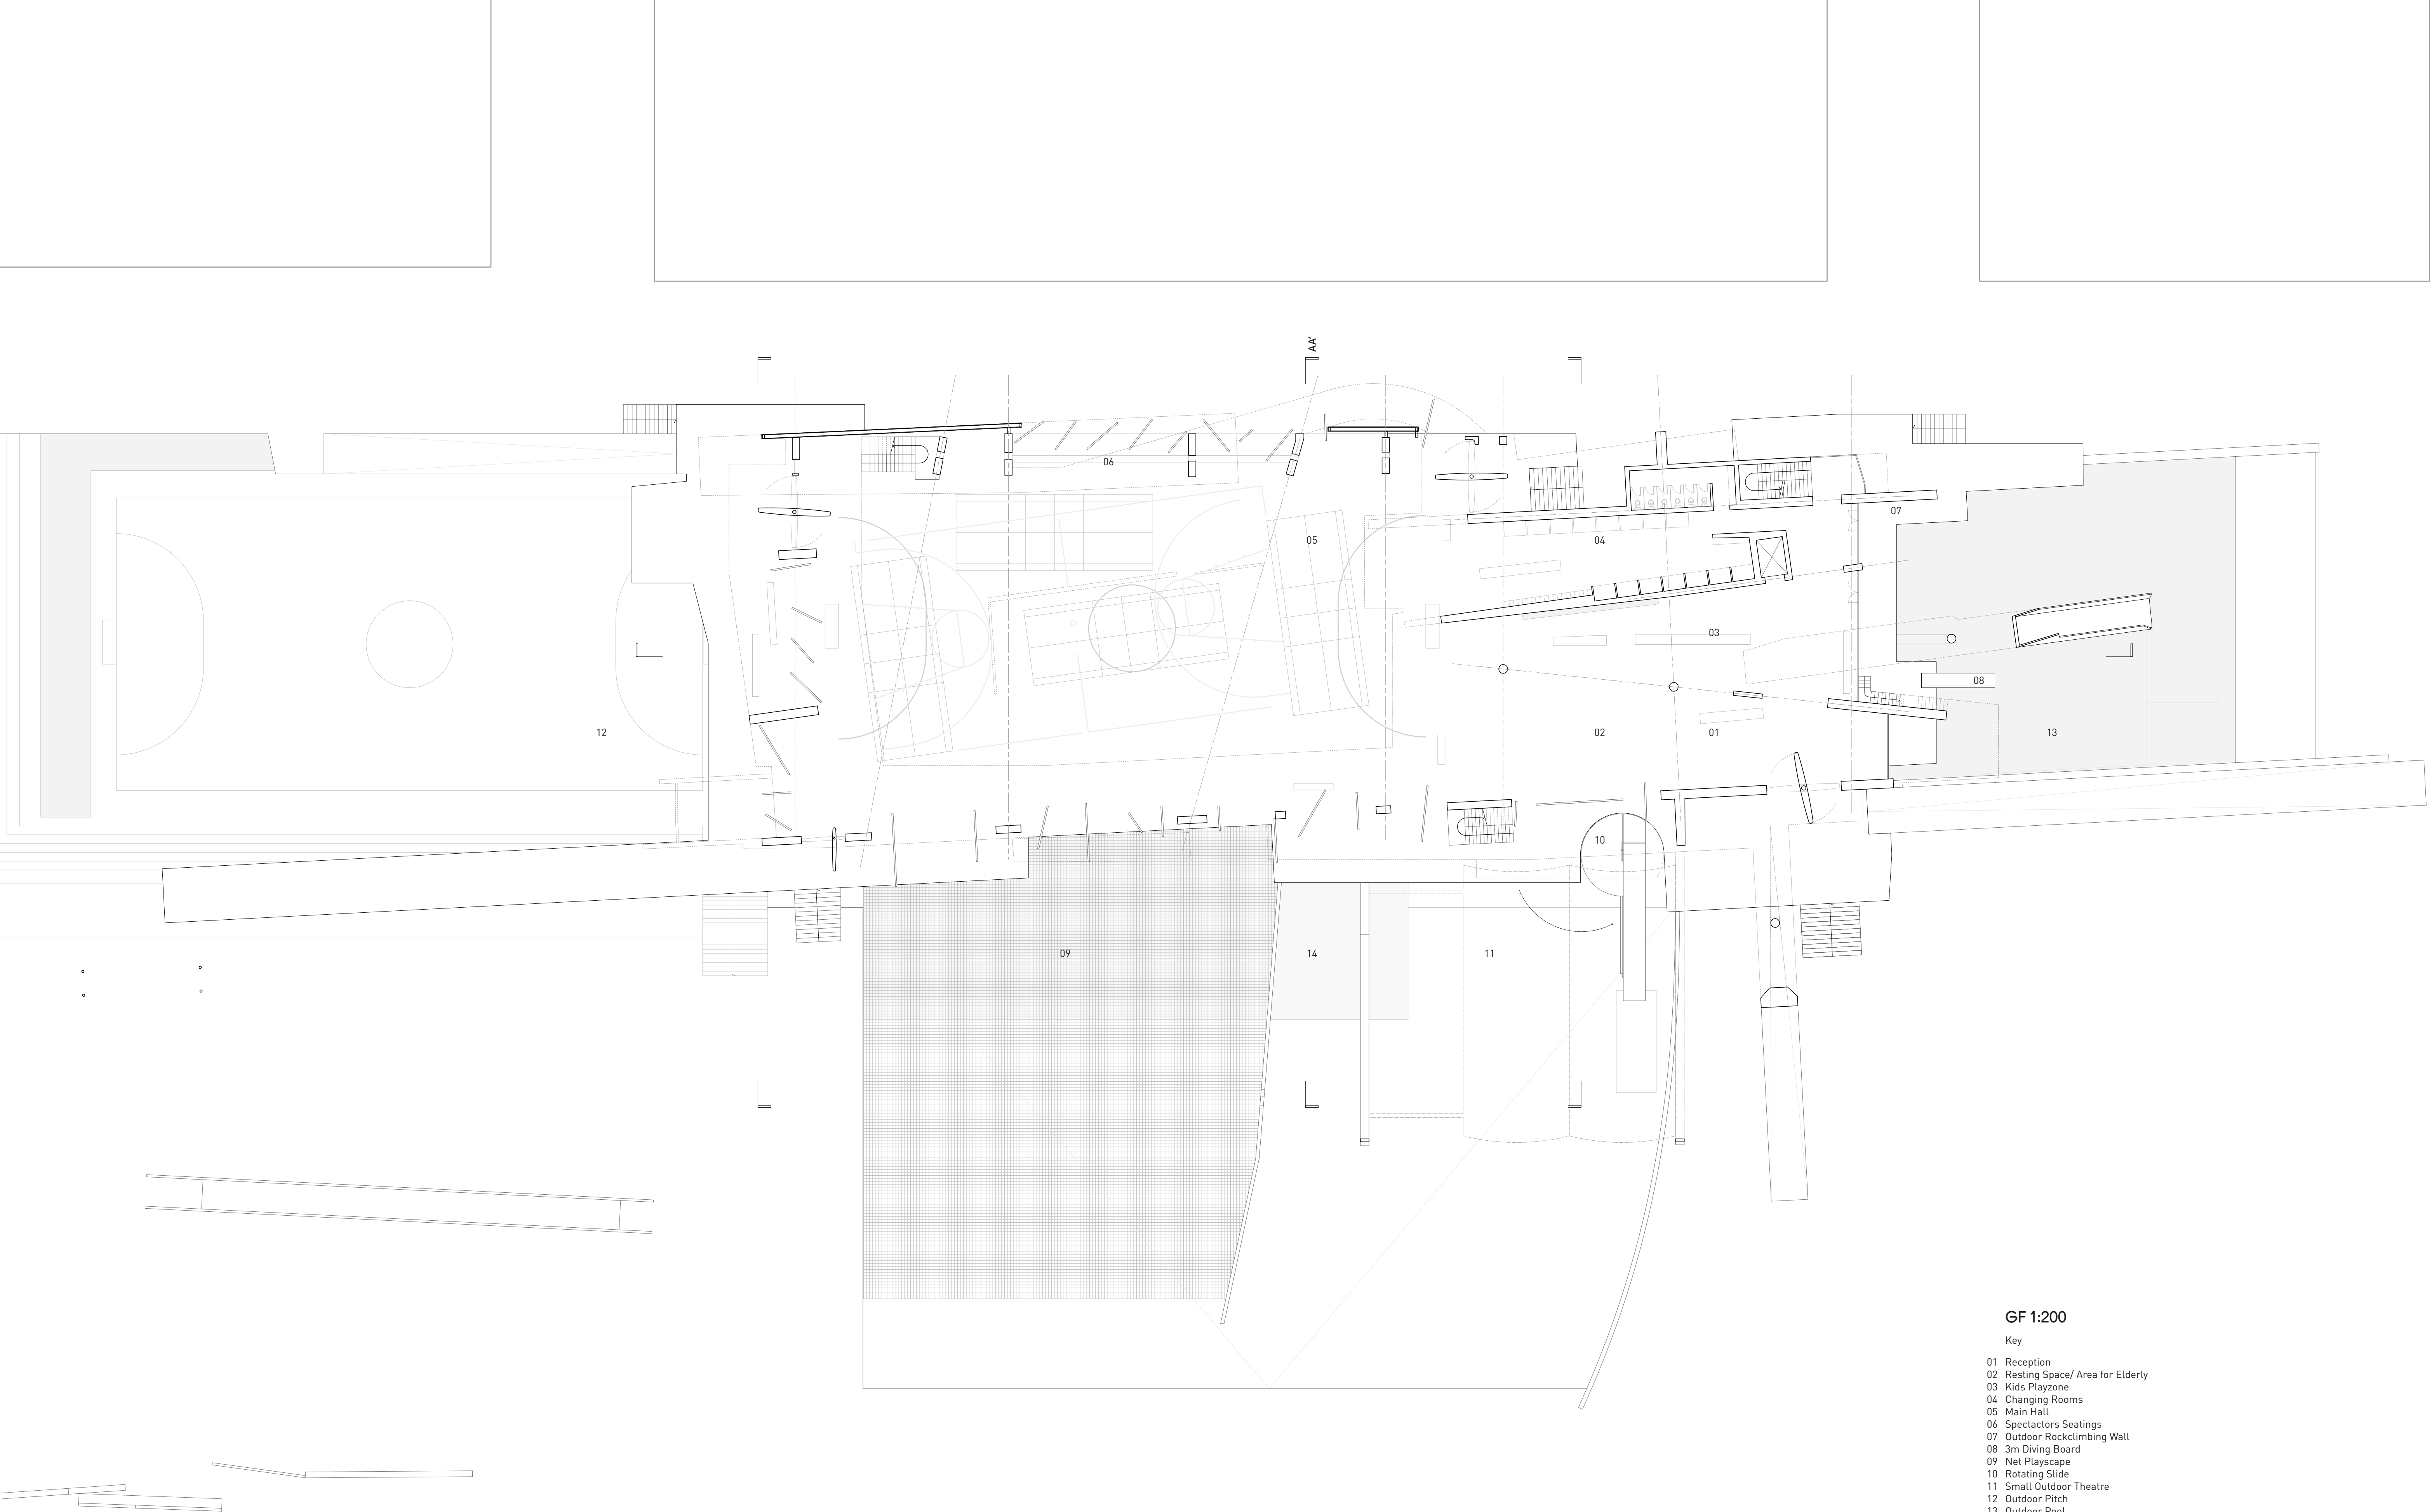 AA'
06
07
05
04
03
08
12
02
01
13
10
09
14
11
GF 1:200
Key
01 Reception
02 Resting Space/ Area for Elderly
03 Kids Playzone
04 Changing Rooms
05 Main Hall
06 Spectactors Seatings
07 Outdoor Rockclimbing Wall
08 3m Diving Board
09 Net Playscape
10 Rotating Slide
11 Small Outdoor Theatre
12 Outdoor Pitch
13 Outdoor Pool